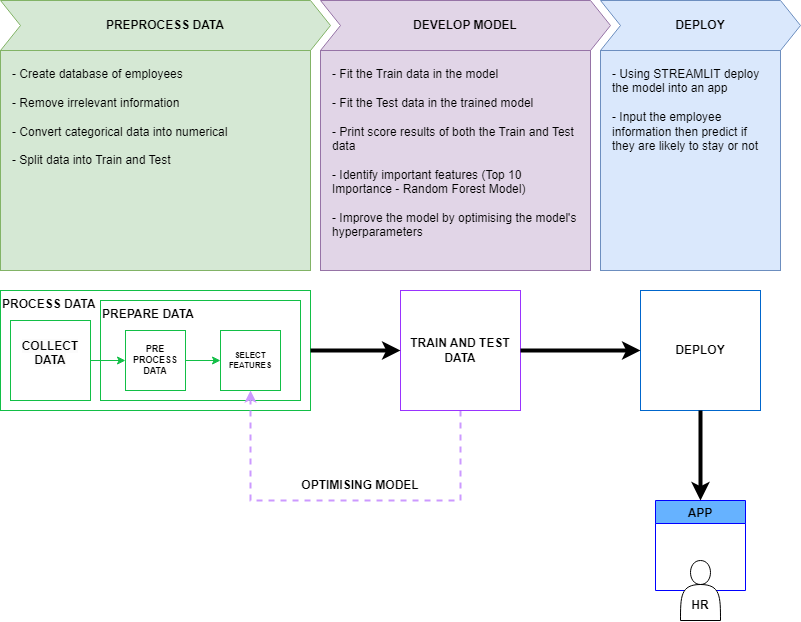 PREPROCESS DATA
DEVELOP MODEL
DEPLOY
- Create database of employees
- Remove irrelevant information
- Convert categorical data into numerical
- Split data into Train and Test
- Fit the Train data in the model
- Fit the Test data in the trained model
- Print score results of both the Train and Test
data
- Identify important features (Top 10
Importance - Random Forest Model)
- Improve the model by optimising the model's
hyperparameters
- Using STREAMLIT deploy
the model into an app
- Input the employee
information then predict if
they are likely to stay or not
PROCESS DATA
PREPARE DATA
COLLECT
DATA
PRE
PROCESS
DATA
SELECT
FEATURES
TRAIN AND TEST
DATA
DEPLOY
OPTIMISING MODEL
APP
HR